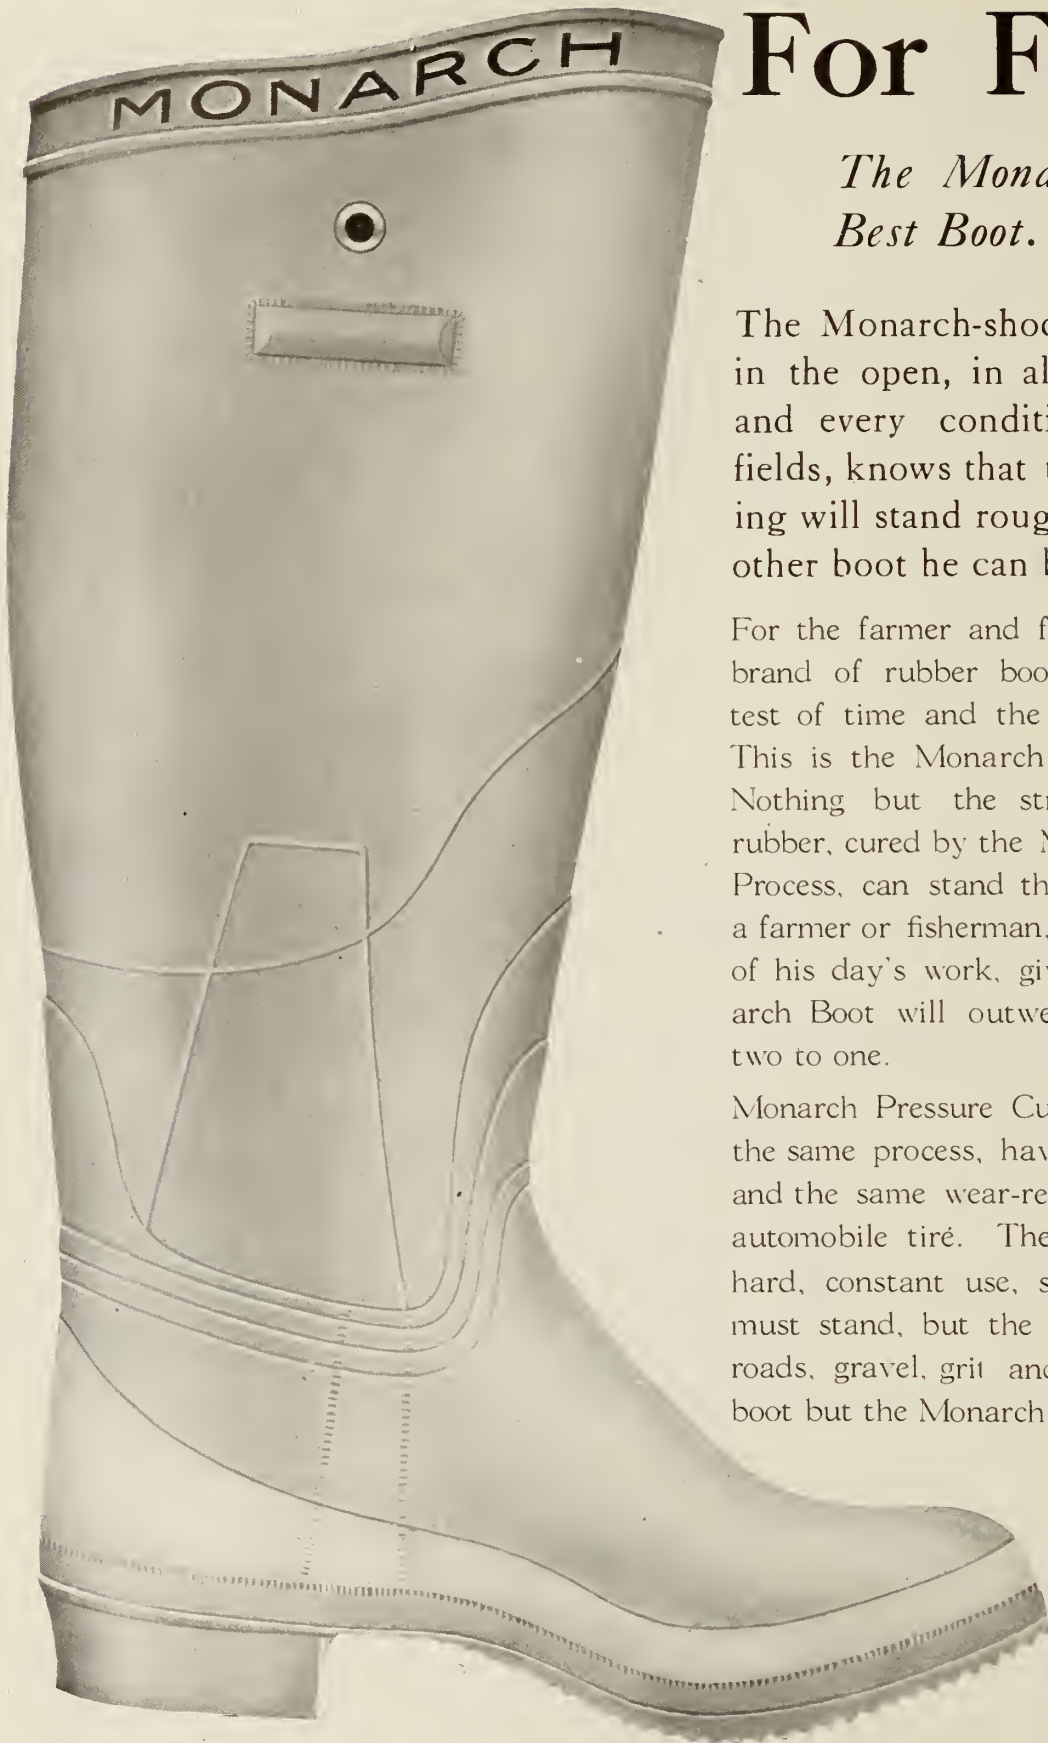 MONARCH
For F
The Mona
Best Boot.
The Monarch-shod
in the open, in al
and every conditi
fields, knows that
ing will stand roug
other boot he can
For the farmer and f
brand of rubber boo
test of time and the
This is the Monarch
Nothing but the str
rubber, cured by the
Process, can stand th
a farmer or fisherman,
of his day's work, gi
arch Boot will outwe
two to one.
Monarch Pressure Cu
the same process, hav
and the same wear-re
automobile tiré. The
hard, constant use, s
must stand, but the
roads, gravel, grit and
boot but the Monarch